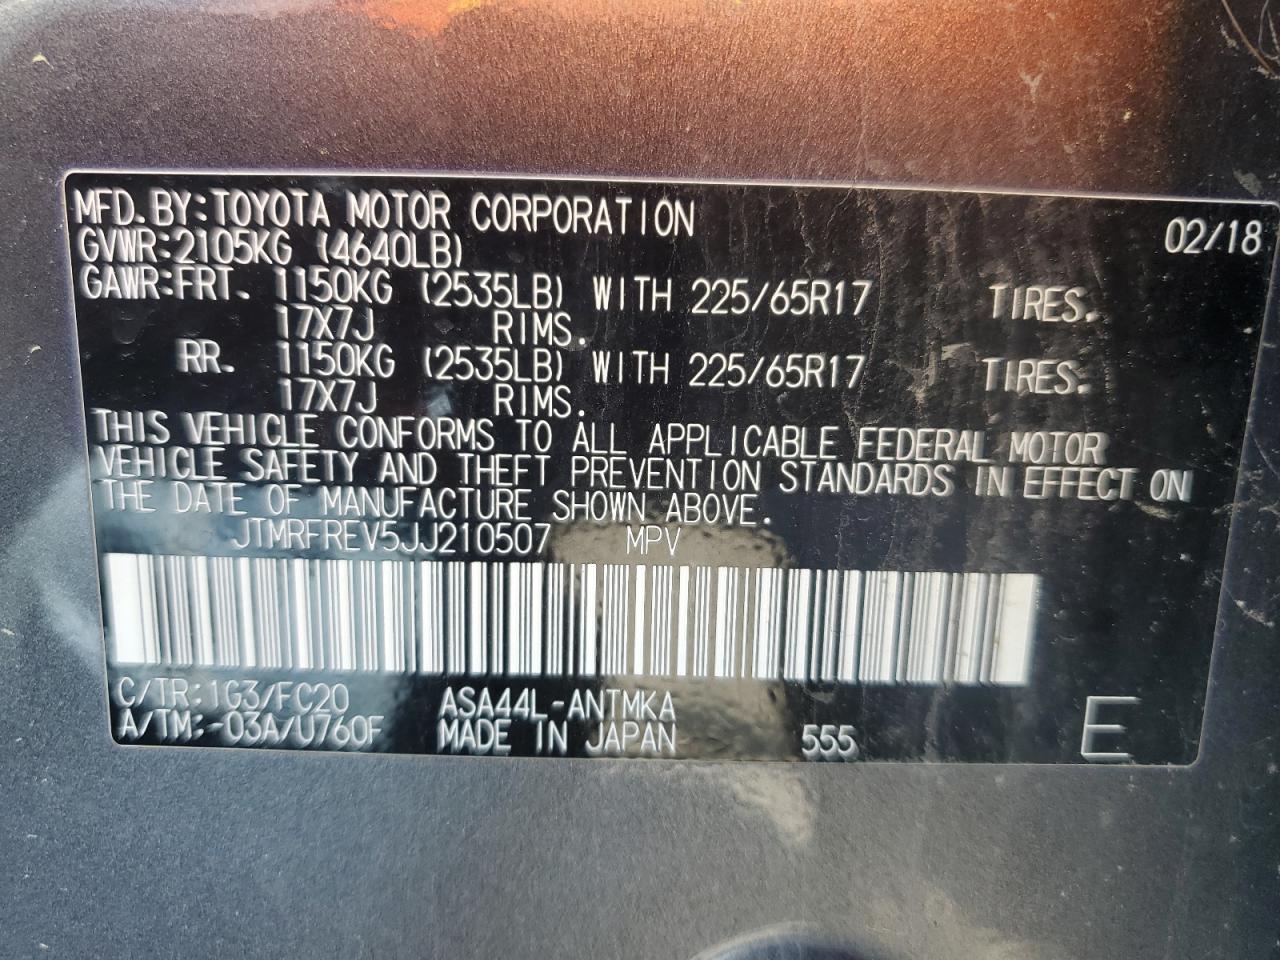 MFD. BY: TOYOTA MOTOR CORPORATION 02/18
GVWR: 2105KG (4640LB)
GAWR: FRT. 1150KG (2535LB) WITH 225/65R17 TIRES.
17X7J RIMS.
RR. 1150KG (2535LB) WITH 225/65R17 TIRES.
17X7J RIMS.
THIS VEHICLE CONFORMS TO ALL APPLICABLE FEDERAL MOTOR
VEHICLE SAFETY AND THEFT PREVENTION STANDARDS IN EFFECT ON
THE DATE OF MANUFACTURE SHOWN ABOVE.
JTMRFREV5JJ210507 MPV
C/TR: 1G3/FC20 ASA44L-ANTMKA
A/TM: -03A/U760F MADE IN JAPAN 555 E